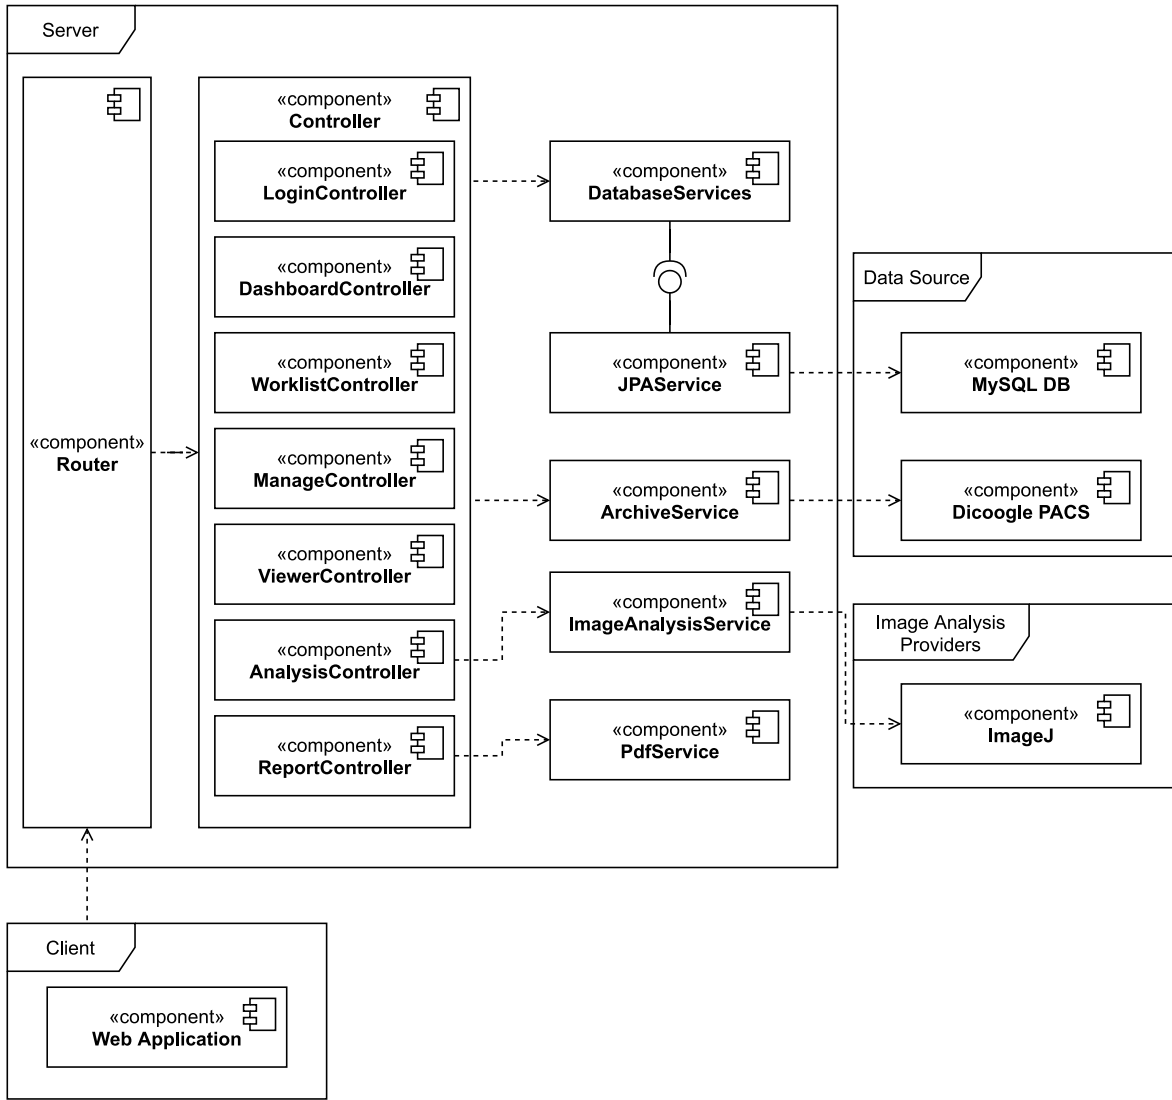 Server
«component»
Router
«component»
Controller
«component»
LoginController
«component»
DashboardController
«component»
WorklistController
«component»
ManageController
«component»
ViewerController
«component»
AnalysisController
«component»
ReportController
«component»
DatabaseServices
«component»
JPAService
«component»
ArchiveService
«component»
ImageAnalysisService
«component»
PdfService
Data Source
«component»
MySQL DB
«component»
Dicoogle PACS
Image Analysis
Providers
«component»
ImageJ
Client
«component»
Web Application